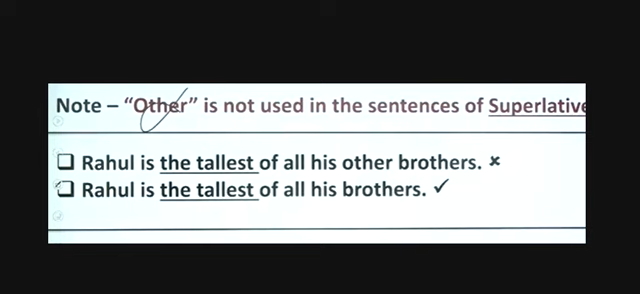 Note – “Other” is not used in the sentences of Superlative
❑ Rahul is the tallest of all his other brothers. ×
❑ Rahul is the tallest of all his brothers. ✓